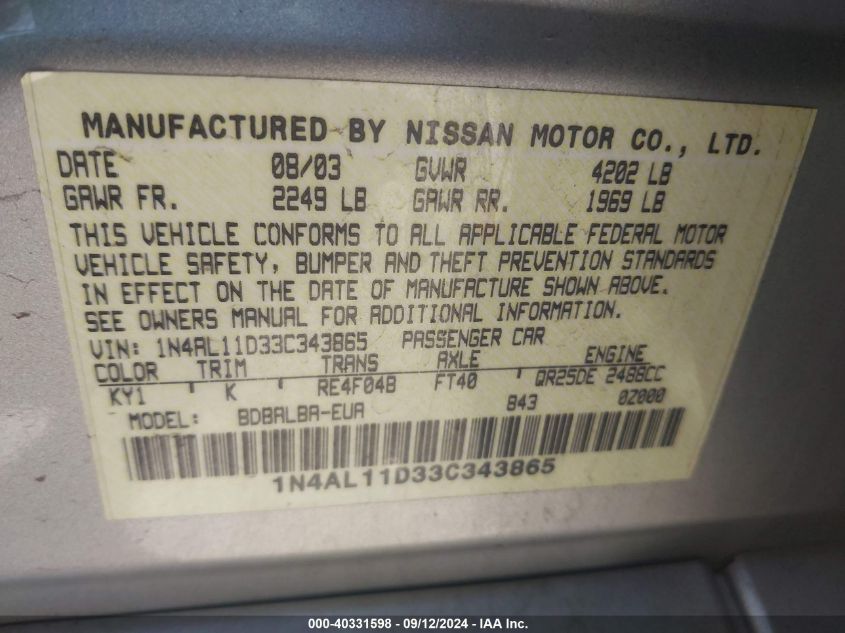 MANUFACTURED BY NISSAN MOTOR CO., LTD.
DATE 08/03 GVWR 4202 LB
GAWR FR. 2249 LB GAWR RR. 1969 LB
THIS VEHICLE CONFORMS TO ALL APPLICABLE FEDERAL MOTOR
VEHICLE SAFETY, BUMPER AND THEFT PREVENTION STANDARDS
IN EFFECT ON THE DATE OF MANUFACTURE SHOWN ABOVE.
SEE OWNERS MANUAL FOR ADDITIONAL INFORMATION.
VIN: 1N4AL11D33C343865 PASSENGER CAR
COLOR TRIM TRANS AXLE ENGINE
KY1 K RE4F04B FT40 QR25DE 2488CC
MODEL: BDBALBA-EUA 843 0Z000
1N4AL11D33C343865
000-40331598 - 09/12/2024 - IAA Inc.